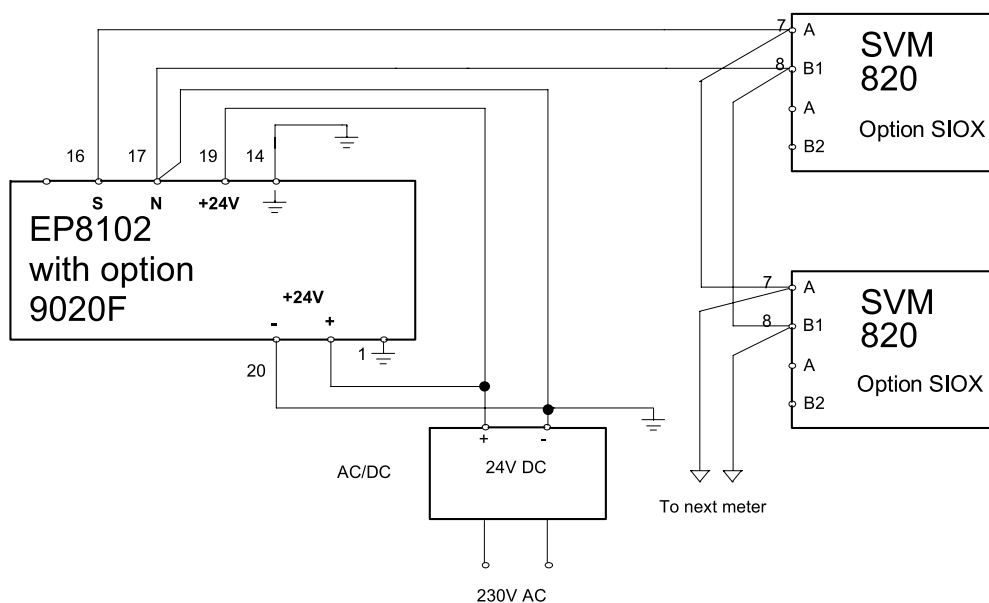 7 A
SVM
820
8 B1
A
Option SIOX
B2
16 17 19 14
S N +24V
EP8102
with option
9020F
+24V
- +
1
20
7 A
SVM
820
8 B1
A
Option SIOX
B2
+ -
AC/DC
24V DC
To next meter
230V AC